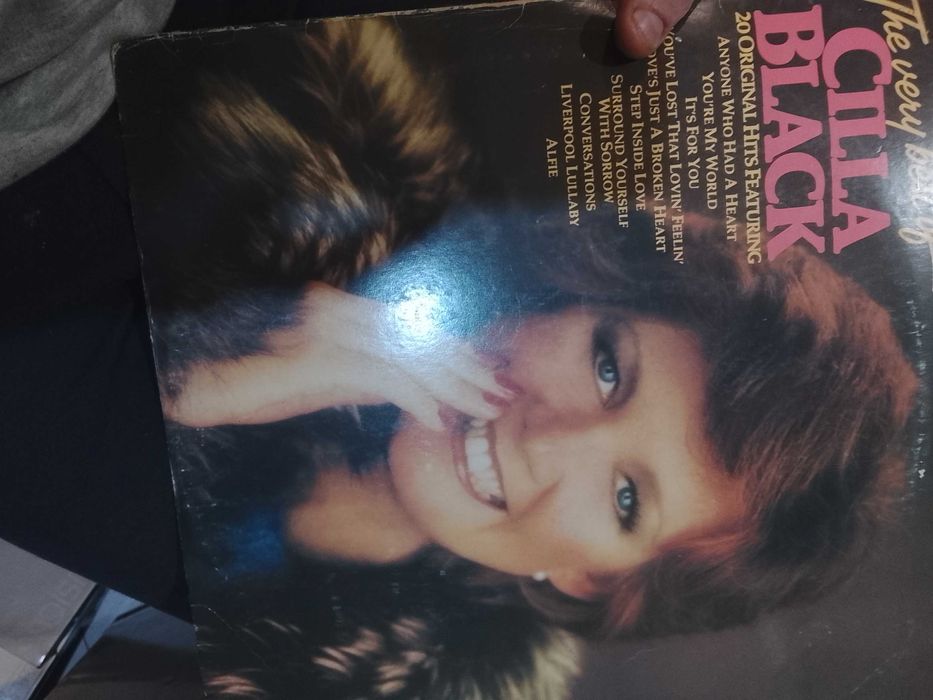 The very best of
CILLA
BLACK
20 ORIGINAL HITS FEATURING
ANYONE WHO HAD A HEART
YOU'RE MY WORLD
IT'S FOR YOU
YOU'VE LOST THAT LOVIN' FEELIN'
LOVE'S JUST A BROKEN HEART
STEP INSIDE LOVE
SURROUND YOURSELF
WITH SORROW
CONVERSATIONS
LIVERPOOL LULLABY
ALFIE